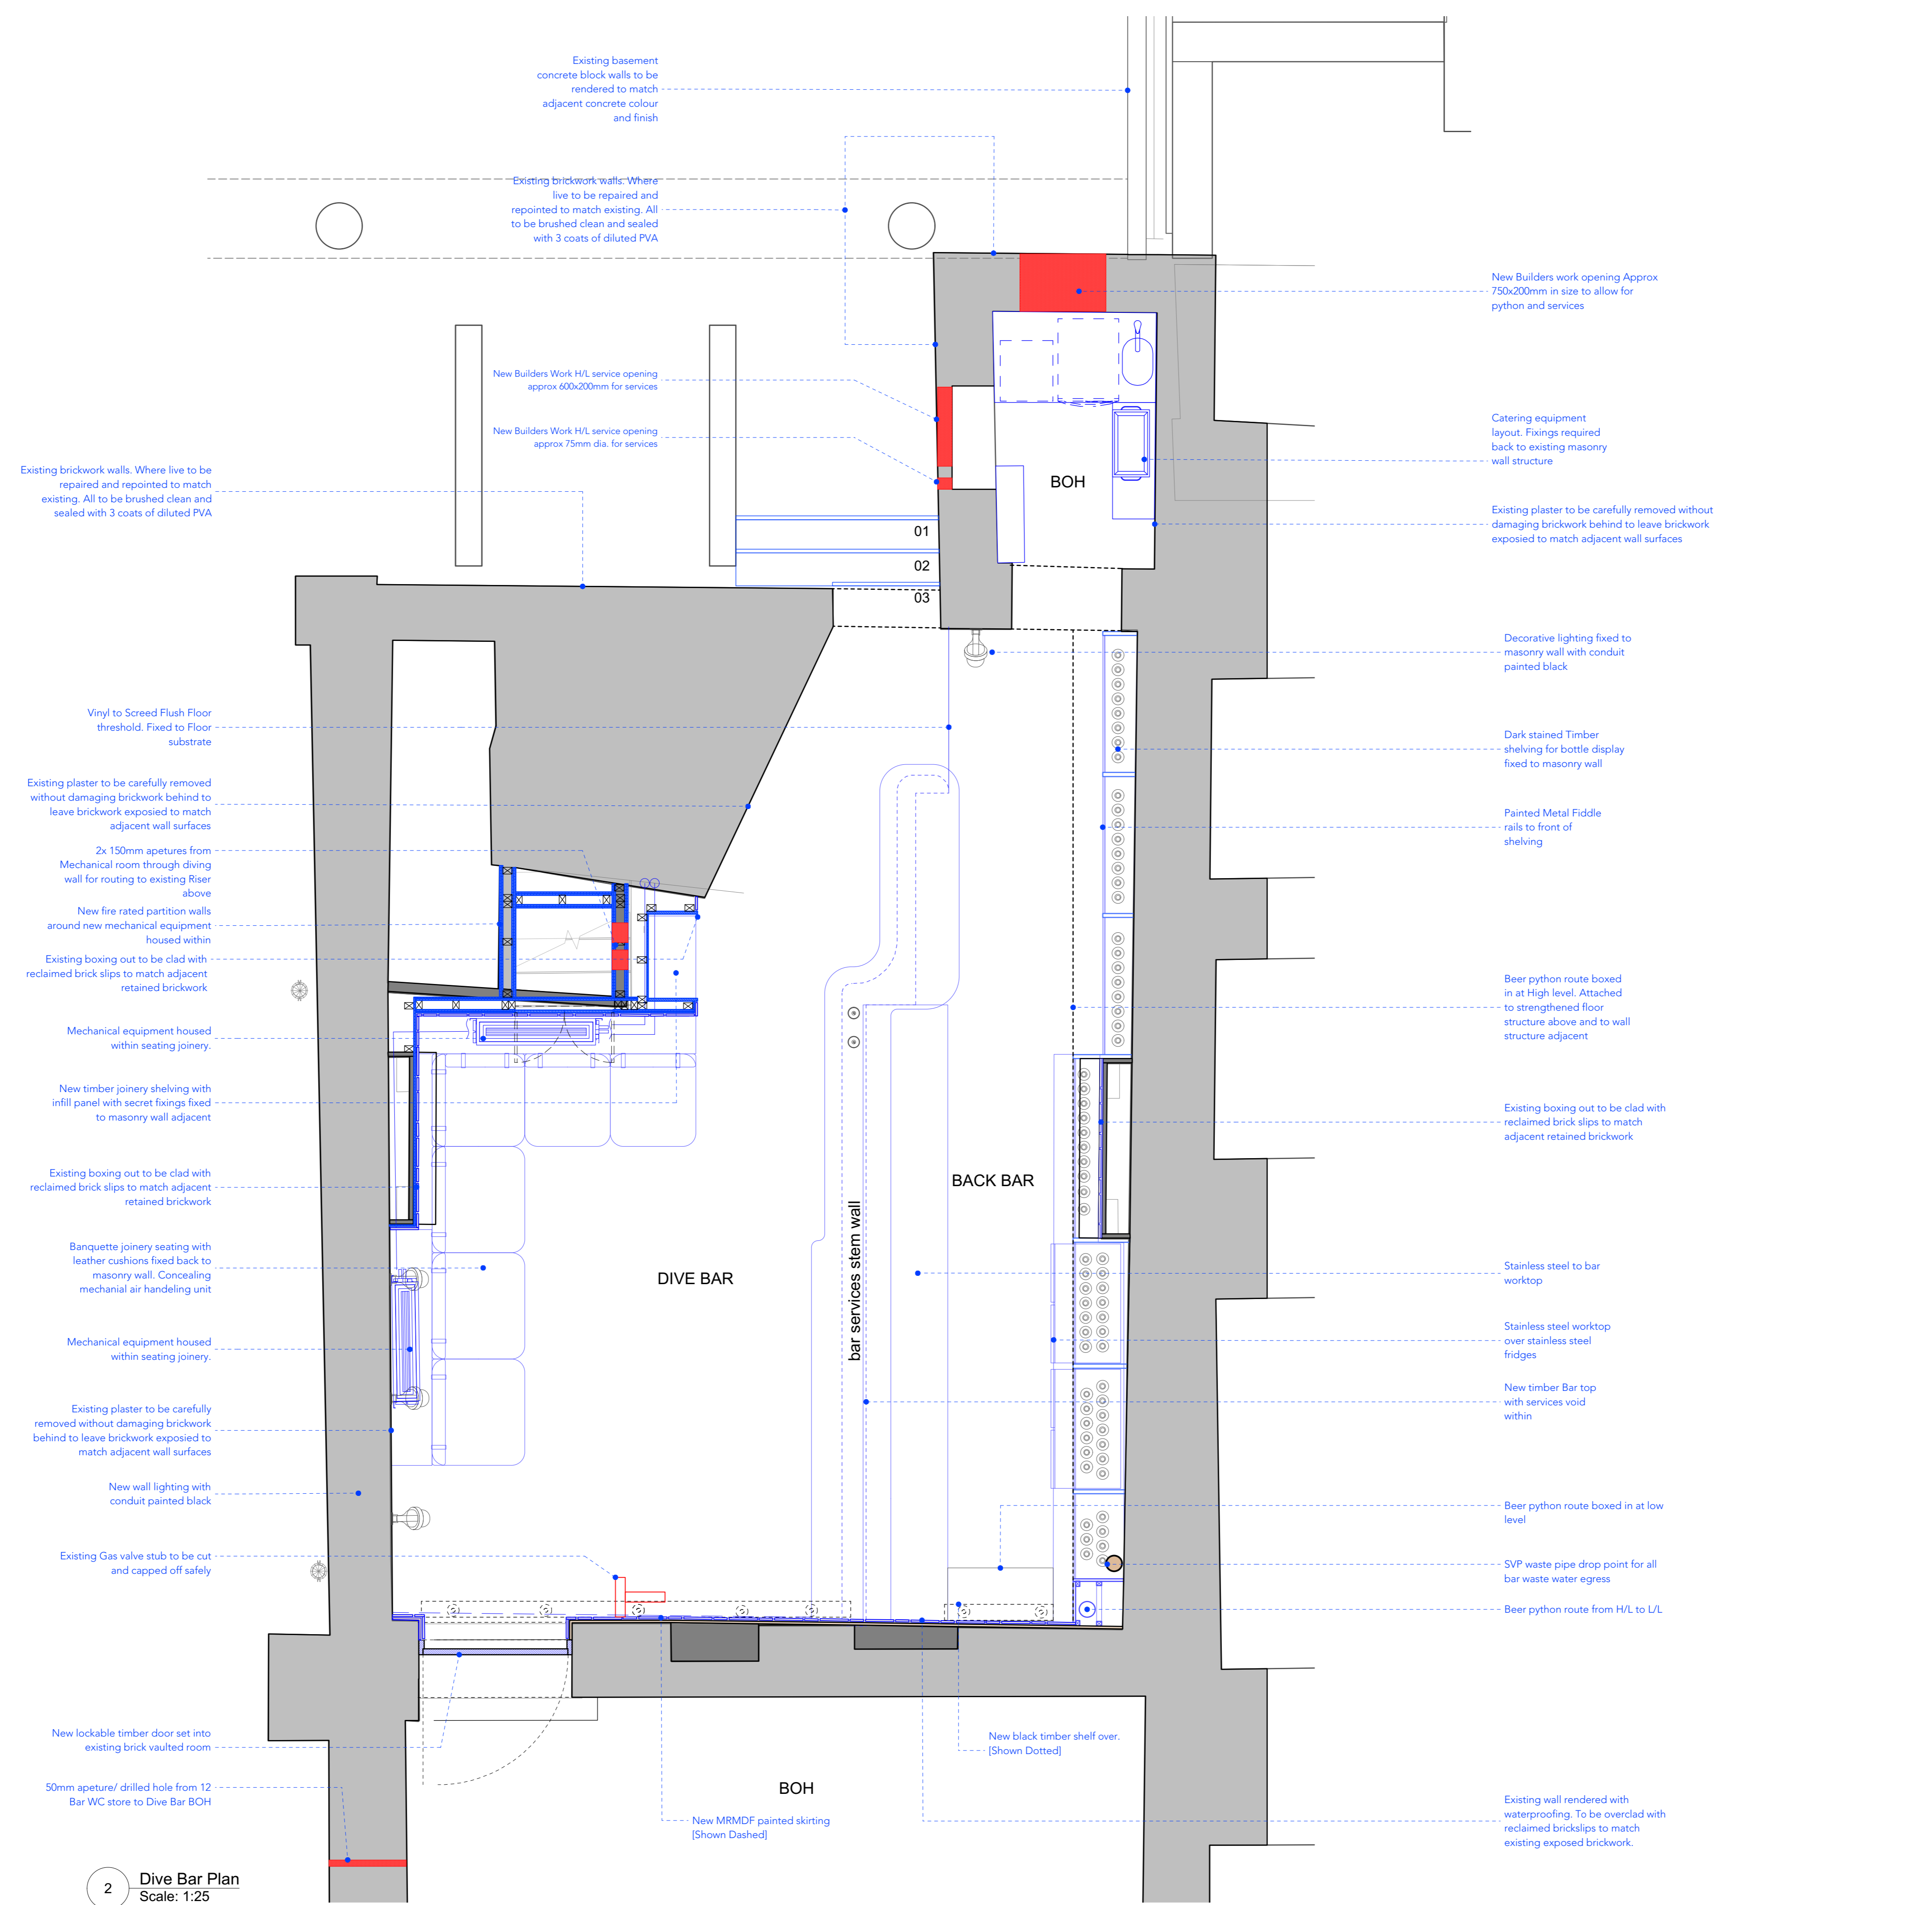 Existing basement
concrete block walls to be
rendered to match
adjacent concrete colour
and finish
Existing brickwork walls. Where
live to be repaired and
repointed to match existing. All
to be brushed clean and sealed
with 3 coats of diluted PVA
New Builders Work H/L service opening
approx 600x200mm for services
New Builders Work H/L service opening
approx 75mm dia. for services
Existing brickwork walls. Where live to be
repaired and repointed to match
existing. All to be brushed clean and
sealed with 3 coats of diluted PVA
Vinyl to Screed Flush Floor
threshold. Fixed to Floor
substrate
Existing plaster to be carefully removed
without damaging brickwork behind to
leave brickwork exposied to match
adjacent wall surfaces
2x 150mm apetures from
Mechanical room through diving
wall for routing to existing Riser
above
New fire rated partition walls
around new mechanical equipment
housed within
Existing boxing out to be clad with
reclaimed brick slips to match adjacent
retained brickwork
Mechanical equipment housed
within seating joinery.
New timber joinery shelving with
infill panel with secret fixings fixed
to masonry wall adjacent
Existing boxing out to be clad with
reclaimed brick slips to match adjacent
retained brickwork
Banquette joinery seating with
leather cushions fixed back to
masonry wall. Concealing
mechanial air handeling unit
Mechanical equipment housed
within seating joinery.
Existing plaster to be carefully
removed without damaging brickwork
behind to leave brickwork exposied to
match adjacent wall surfaces
New wall lighting with
conduit painted black
Existing Gas valve stub to be cut
and capped off safely
New lockable timber door set into
existing brick vaulted room
50mm apeture/ drilled hole from 12
Bar WC store to Dive Bar BOH
2
Dive Bar Plan
Scale: 1:25
01
02
03
BOH
DIVE BAR
bar services stem wall
BACK BAR
BOH
New MRMDF painted skirting
[Shown Dashed]
New black timber shelf over.
[Shown Dotted]
New Builders work opening Approx
750x200mm in size to allow for
python and services
Catering equipment
layout. Fixings required
back to existing masonry
wall structure
Existing plaster to be carefully removed without
damaging brickwork behind to leave brickwork
exposied to match adjacent wall surfaces
Decorative lighting fixed to
masonry wall with conduit
painted black
Dark stained Timber
shelving for bottle display
fixed to masonry wall
Painted Metal Fiddle
rails to front of
shelving
Beer python route boxed
in at High level. Attached
to strengthened floor
structure above and to wall
structure adjacent
Existing boxing out to be clad with
reclaimed brick slips to match
adjacent retained brickwork
Stainless steel to bar
worktop
Stainless steel worktop
over stainless steel
fridges
New timber Bar top
with services void
within
Beer python route boxed in at low
level
SVP waste pipe drop point for all
bar waste water egress
Beer python route from H/L to L/L
Existing wall rendered with
waterproofing. To be overclad with
reclaimed brickslips to match
existing exposed brickwork.